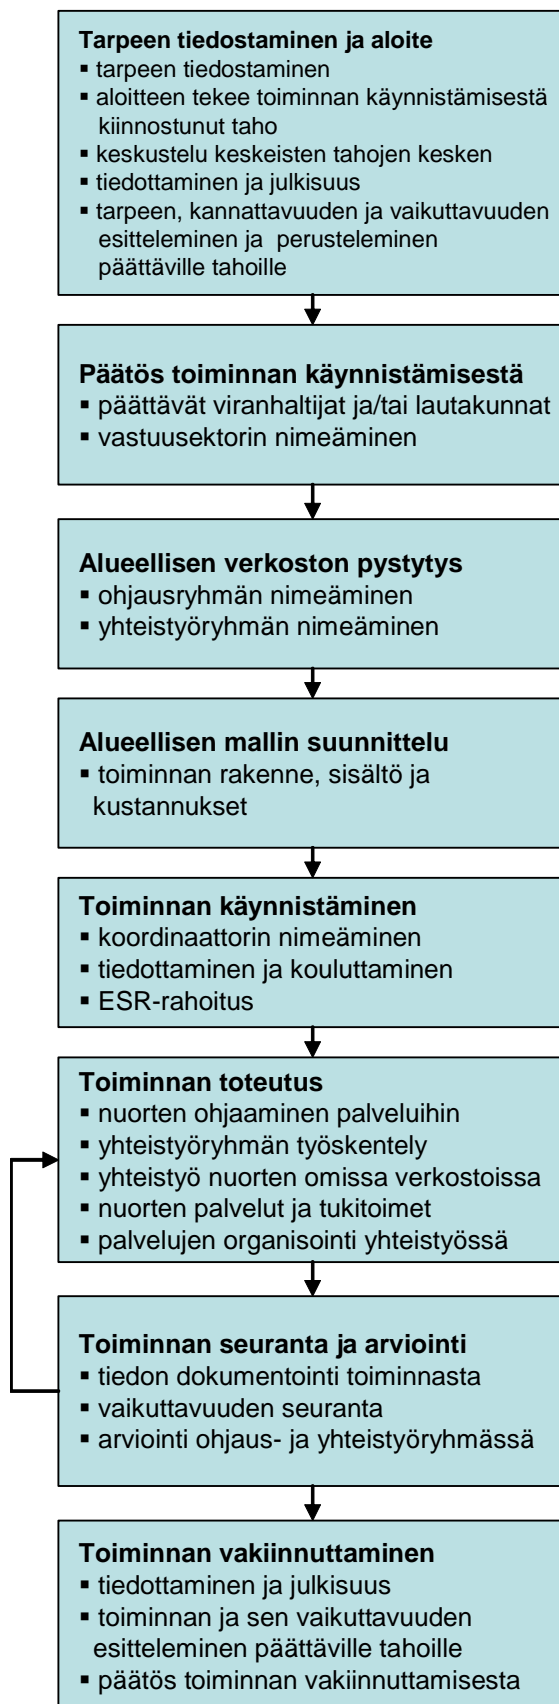 Tarpeen tiedostaminen ja aloite
▪ tarpeen tiedostaminen
▪ aloitteen tekee toiminnan käynnistämisestä
kiinnostunut taho
▪ keskustelu keskeisten tahojen kesken
▪ tiedottaminen ja julkisuus
▪ tarpeen, kannattavuuden ja vaikuttavuuden
esitteleminen ja perusteleminen
päättäville tahoille
Päätös toiminnan käynnistämisestä
▪ päättävät viranhaltijat ja/tai lautakunnat
▪ vastuusektorin nimeäminen
Alueellisen verkoston pystytys
▪ ohjausryhmän nimeäminen
▪ yhteistyöryhmän nimeäminen
Alueellisen mallin suunnittelu
▪ toiminnan rakenne, sisältö ja
kustannukset
Toiminnan käynnistäminen
▪ koordinaattorin nimeäminen
▪ tiedottaminen ja kouluttaminen
▪ ESR-rahoitus
Toiminnan toteutus
▪ nuorten ohjaaminen palveluihin
▪ yhteistyöryhmän työskentely
▪ yhteistyö nuorten omissa verkostoissa
▪ nuorten palvelut ja tukitoimet
▪ palvelujen organisointi yhteistyössä
Toiminnan seuranta ja arviointi
▪ tiedon dokumentointi toiminnasta
▪ vaikuttavuuden seuranta
▪ arviointi ohjaus- ja yhteistyöryhmässä
Toiminnan vakiinnuttaminen
▪ tiedottaminen ja julkisuus
▪ toiminnan ja sen vaikuttavuuden
esitteleminen päättäville tahoille
▪ päätös toiminnan vakiinnuttamisesta